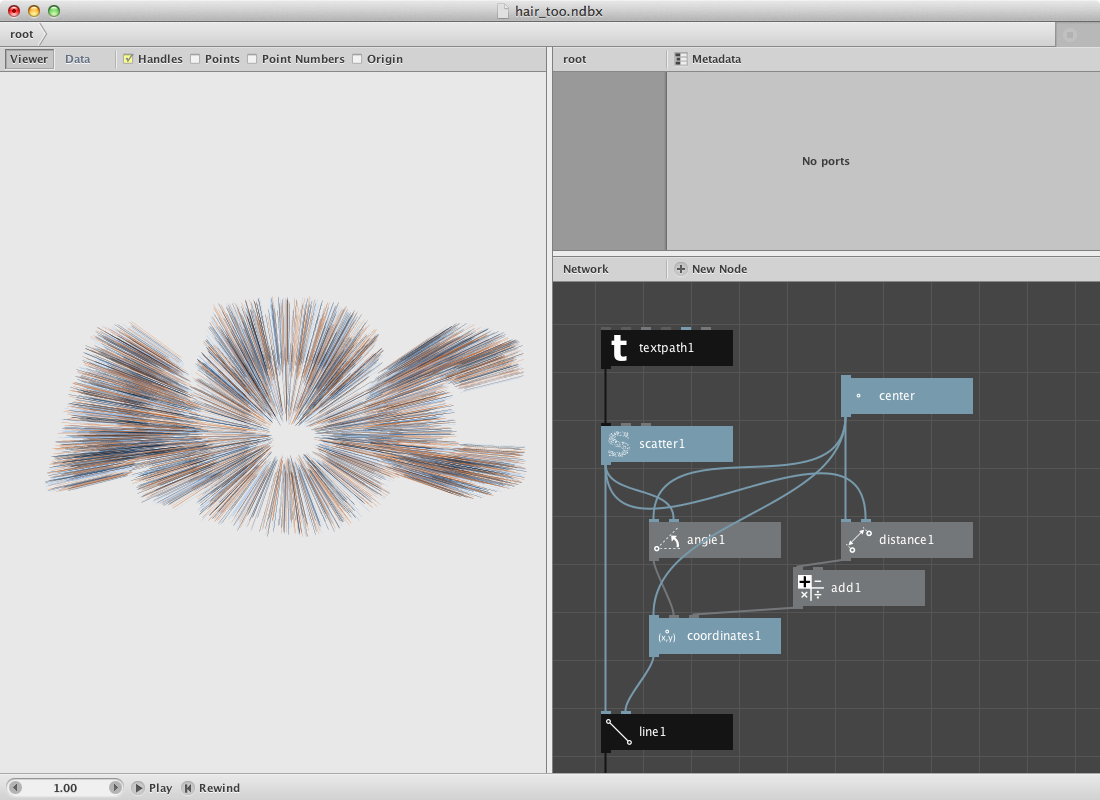 hair_too.ndbx
root
Viewer Data Handles Points Point Numbers Origin
root Metadata
No ports
Network New Node
t textpath1
center
scatter1
angle1 distance1
+ − × ÷ add1
(x,y) coordinates1
line1
1.00 Play Rewind